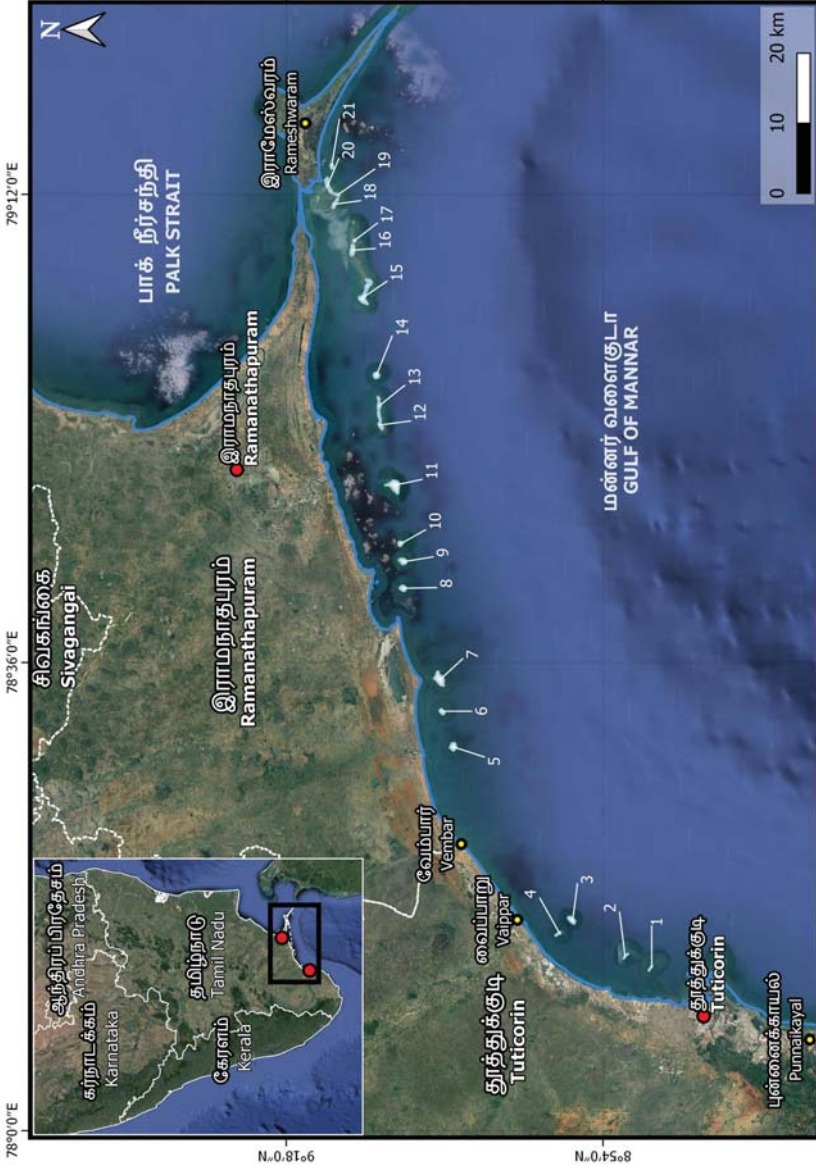 78°0′0″E
78°36′0″E
79°12′0″E
9°18′0″N
8°54′0″N
N
ஆந்திரப் பிரதேசம்
Andhra Pradesh
கர்நாடக்கம்
Karnataka
தமிழ்நாடு
Tamil Nadu
கேரளம்
Kerala
சிவகங்கை
Sivagangai
இராமநாதபுரம்
Ramanathapuram
இராமநாதபுரம்
Ramanathapuram
பாக் நீர்சந்தி
PALK STRAIT
இராமேஸ்வரம்
Rameshwaram
வேம்பார்
Vembar
வைப்பாறு
Vaippar
தூத்துக்குடி
Tuticorin
தூத்துக்குடி
Tuticorin
புன்னைக்காயல்
Punnaikayal
மன்னர் வளைகுடா
GULF OF MANNAR
1
2
3
4
5
6
7
8
9
10
11
12
13
14
15
16
17
18
19
20
21
0
10
20 km